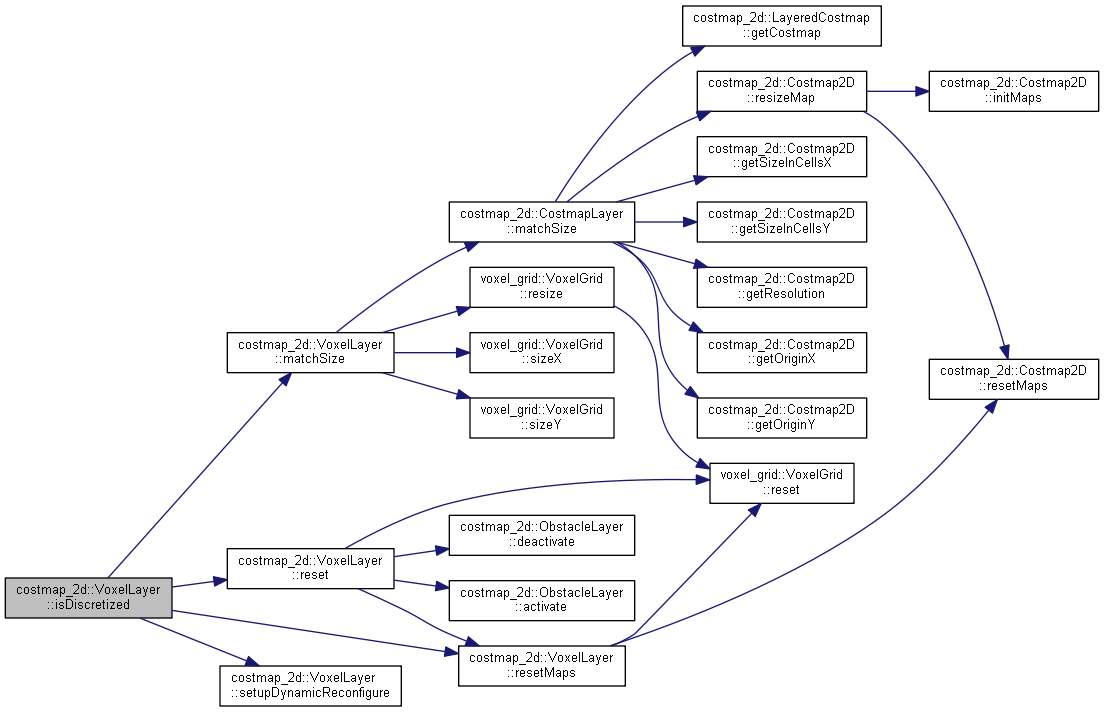 costmap_2d::LayeredCostmap
::getCostmap
costmap_2d::Costmap2D
::resizeMap
costmap_2d::Costmap2D
::initMaps
costmap_2d::Costmap2D
::getSizeInCellsX
costmap_2d::CostmapLayer
::matchSize
costmap_2d::Costmap2D
::getSizeInCellsY
voxel_grid::VoxelGrid
::resize
costmap_2d::Costmap2D
::getResolution
costmap_2d::VoxelLayer
::matchSize
voxel_grid::VoxelGrid
::sizeX
costmap_2d::Costmap2D
::getOriginX
costmap_2d::Costmap2D
::resetMaps
voxel_grid::VoxelGrid
::sizeY
costmap_2d::Costmap2D
::getOriginY
voxel_grid::VoxelGrid
::reset
costmap_2d::ObstacleLayer
::deactivate
costmap_2d::VoxelLayer
::reset
costmap_2d::VoxelLayer
::isDiscretized
costmap_2d::ObstacleLayer
::activate
costmap_2d::VoxelLayer
::resetMaps
costmap_2d::VoxelLayer
::setupDynamicReconfigure